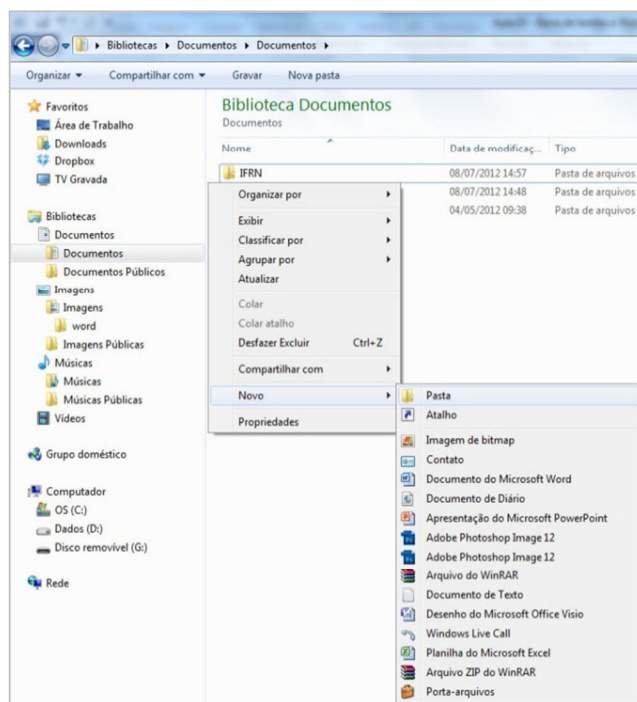 Bibliotecas ▸ Documentos ▸ Documentos ▸
Organizar Compartilhar com Gravar Nova pasta
Favoritos
Área de Trabalho
Downloads
Dropbox
TV Gravada
Bibliotecas
Documentos
Documentos
Documentos Públicos
Imagens
Imagens
word
Imagens Públicas
Músicas
Músicas
Músicas Públicas
Vídeos
Grupo doméstico
Computador
OS (C:)
Dados (D:)
Disco removível (G:)
Rede
Biblioteca Documentos
Documentos
Nome Data de modificaç... Tipo
IFRN 08/07/2012 14:57 Pasta de arquivos
08/07/2012 14:48 Pasta de arquivos
04/05/2012 09:38 Pasta de arquivos
Organizar por
Exibir
Classificar por
Agrupar por
Atualizar
Colar
Colar atalho
Desfazer Excluir Ctrl+Z
Compartilhar com
Novo
Propriedades
Pasta
Atalho
Imagem de bitmap
Contato
Documento do Microsoft Word
Documento de Diário
Apresentação do Microsoft PowerPoint
Adobe Photoshop Image 12
Adobe Photoshop Image 12
Arquivo do WinRAR
Documento de Texto
Desenho do Microsoft Office Visio
Windows Live Call
Planilha do Microsoft Excel
Arquivo ZIP do WinRAR
Porta-arquivos